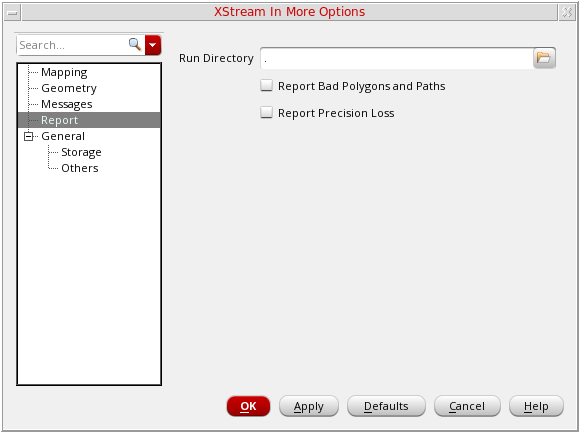 XStream In More Options
Search...
Mapping
Geometry
Messages
Report
General
Storage
Others
Run Directory .
Report Bad Polygons and Paths
Report Precision Loss
OK Apply Defaults Cancel Help